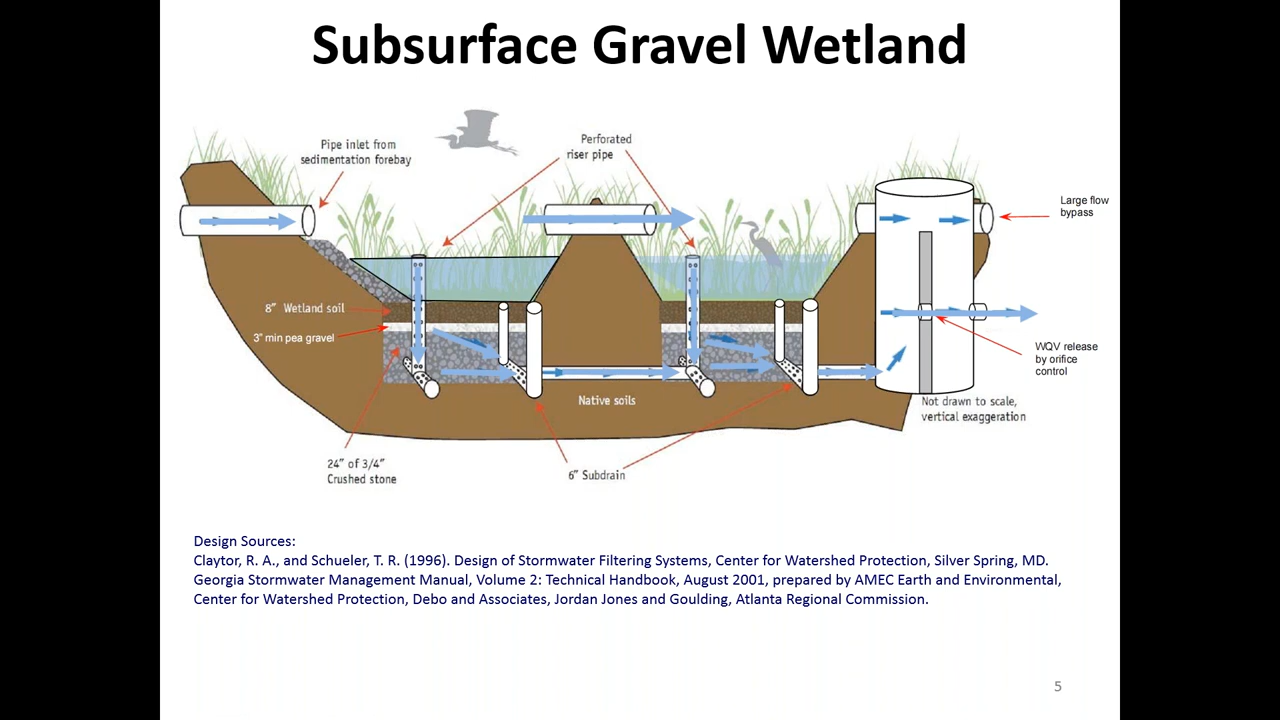 Subsurface Gravel Wetland
Pipe inlet from
sedimentation forebay
Perforated
riser pipe
Large flow
bypass
8" Wetland soil
3" min pea gravel
WQV release
by orifice
control
Native soils
Not drawn to scale,
vertical exaggeration
24" of 3/4"
Crushed stone
6" Subdrain
Design Sources:
Claytor, R. A., and Schueler, T. R. (1996). Design of Stormwater Filtering Systems, Center for Watershed Protection, Silver Spring, MD.
Georgia Stormwater Management Manual, Volume 2: Technical Handbook, August 2001, prepared by AMEC Earth and Environmental,
Center for Watershed Protection, Debo and Associates, Jordan Jones and Goulding, Atlanta Regional Commission.
5